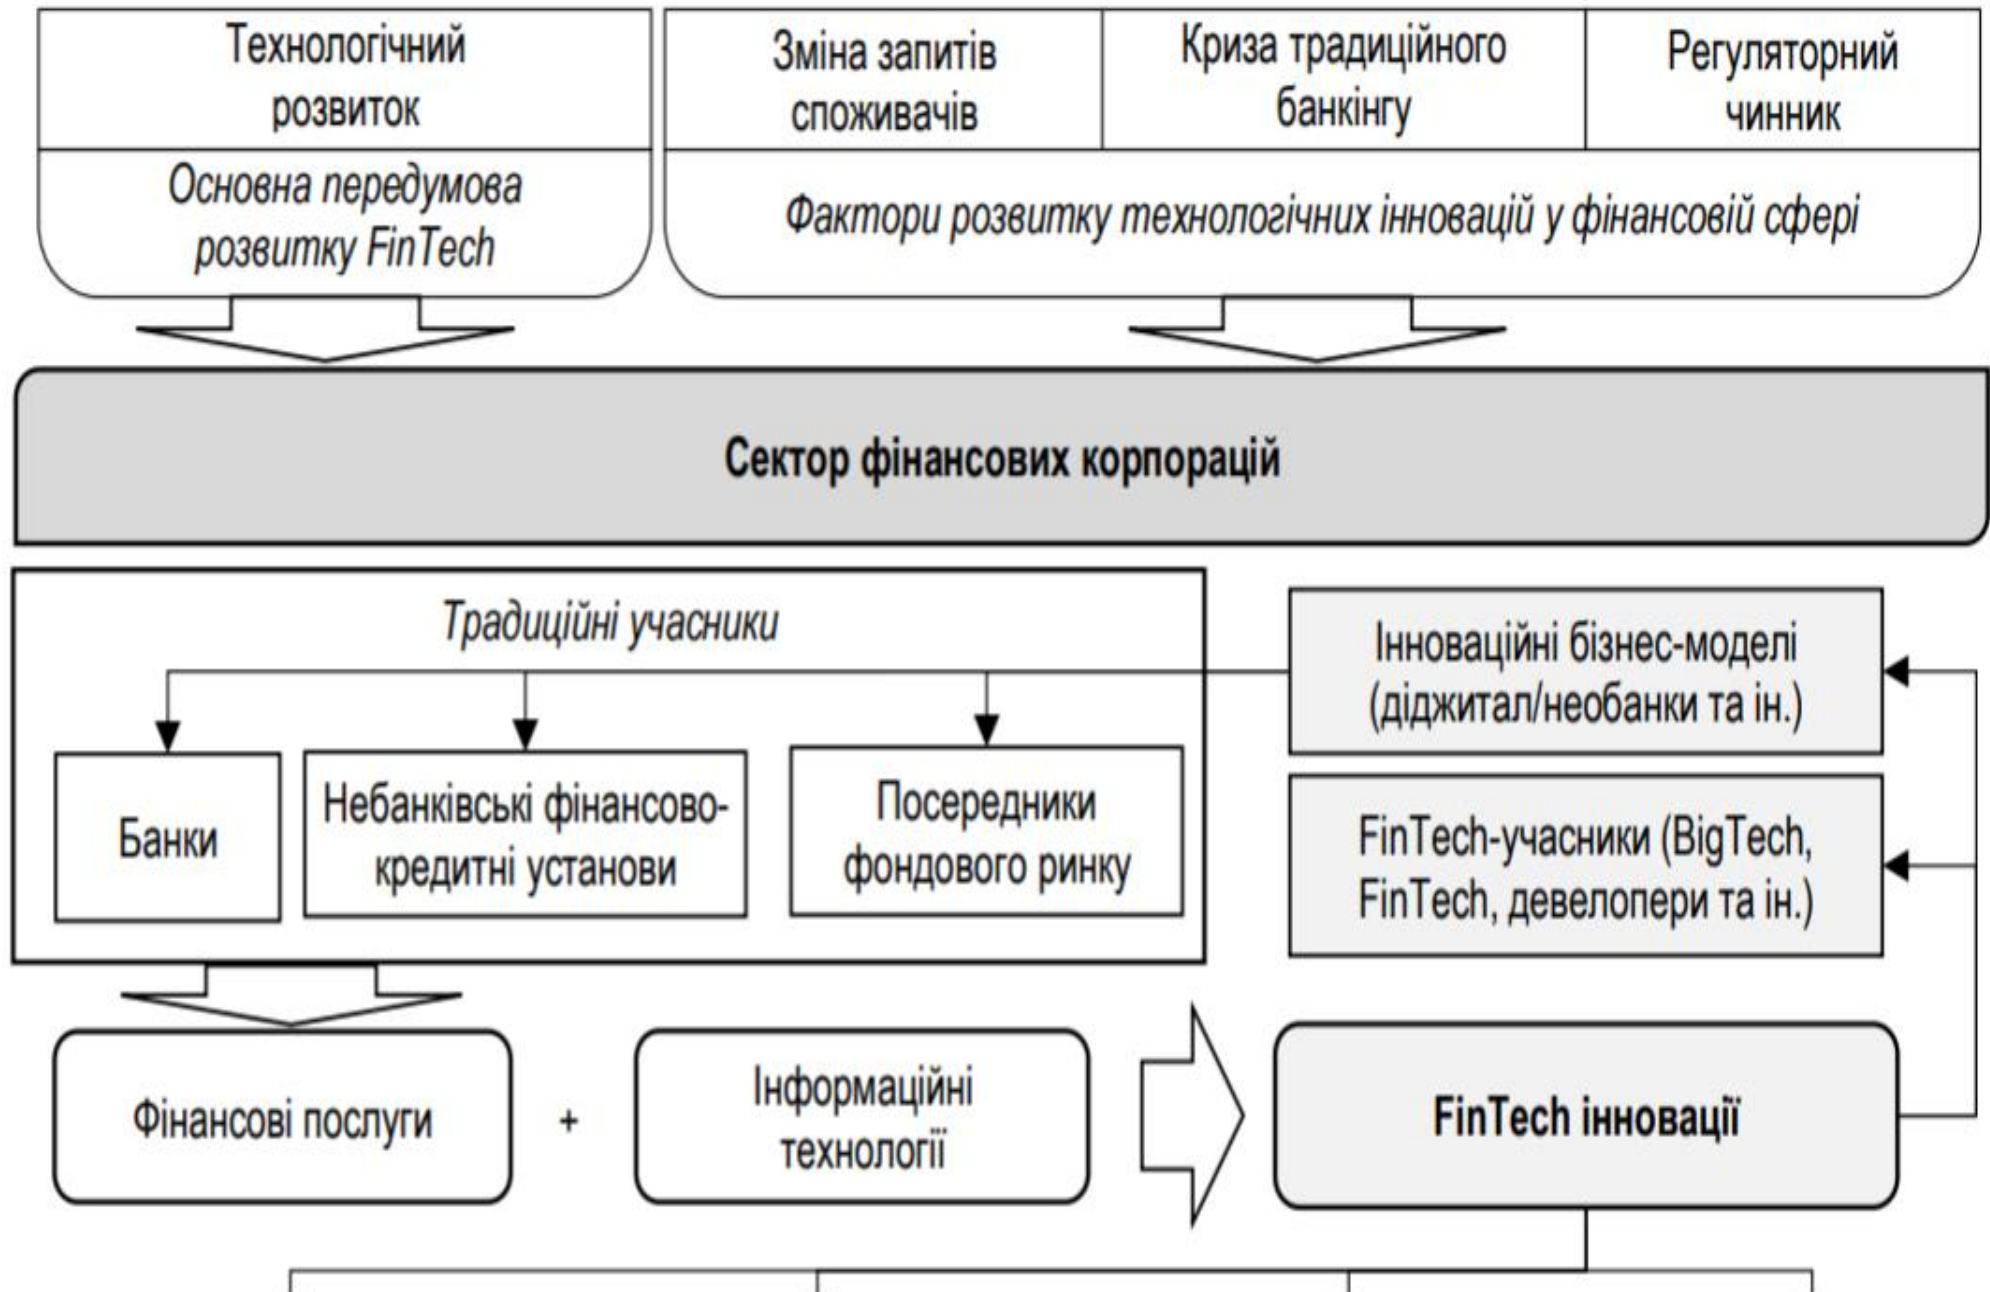 Технологічний
розвиток
Зміна запитів
споживачів
Криза традиційного
банкінгу
Регуляторний
чинник
Основна передумова
розвитку FinTech
Фактори розвитку технологічних інновацій у фінансовій сфері
Сектор фінансових корпорацій
Традиційні учасники
Інноваційні бізнес-моделі
(діджитал/необанки та ін.)
Банки
Небанківські фінансово-
кредитні установи
Посередники
фондового ринку
FinTech-учасники (BigTech,
FinTech, девелопери та ін.)
Фінансові послуги
+
Інформаційні
технології
FinTech інновації